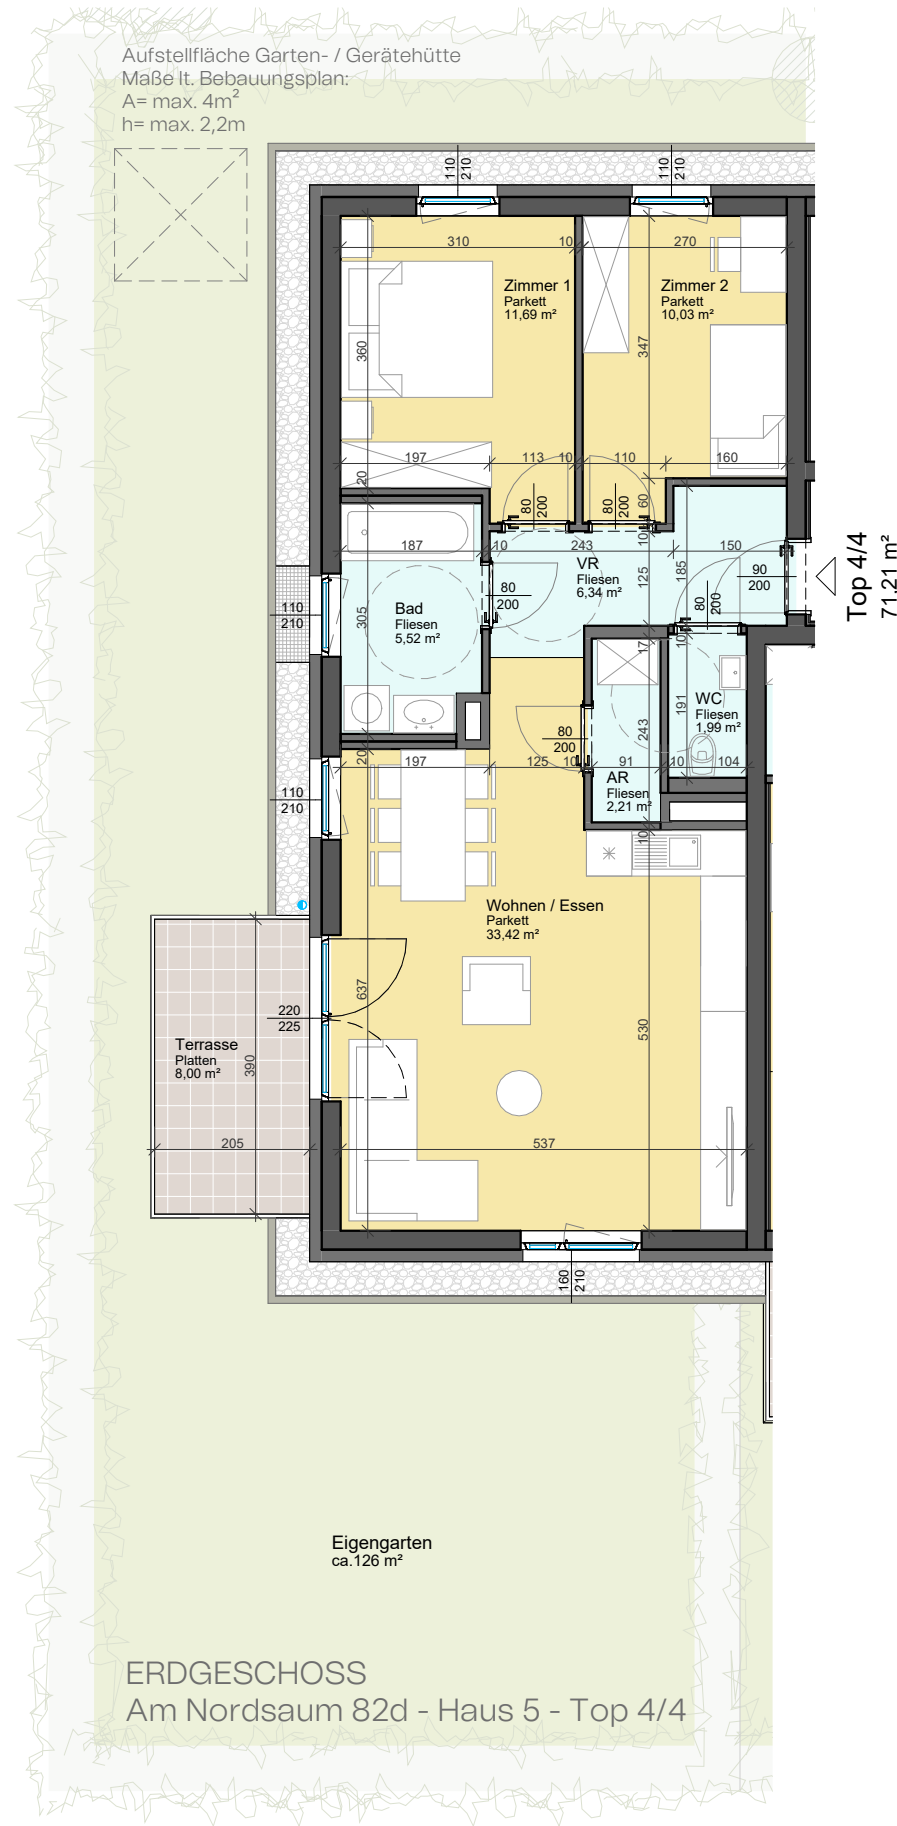 Aufstellfläche Garten- / Gerätehütte
Maße lt. Bebauungsplan:
A= max. 4m²
h= max. 2,2m
110
210
110
210
310
10
270
Zimmer 1
Parkett
11,69 m²
Zimmer 2
Parkett
10,03 m²
360
347
197
113
10
110
160
20
80
200
80
200
60
10
187
10
243
150
VR
Fliesen
6,34 m²
125
185
90
200
Top 4/4
71,21 m²
80
200
80
200
110
210
305
Bad
Fliesen
5,52 m²
17
10
243
191
WC
Fliesen
1,99 m²
80
200
20
197
125
10
91
10
104
AR
Fliesen
2,21 m²
110
210
10
Wohnen / Essen
Parkett
33,42 m²
637
530
220
225
Terrasse
Platten
8,00 m²
390
205
537
160
210
Eigengarten
ca.126 m²
ERDGESCHOSS
Am Nordsaum 82d - Haus 5 - Top 4/4